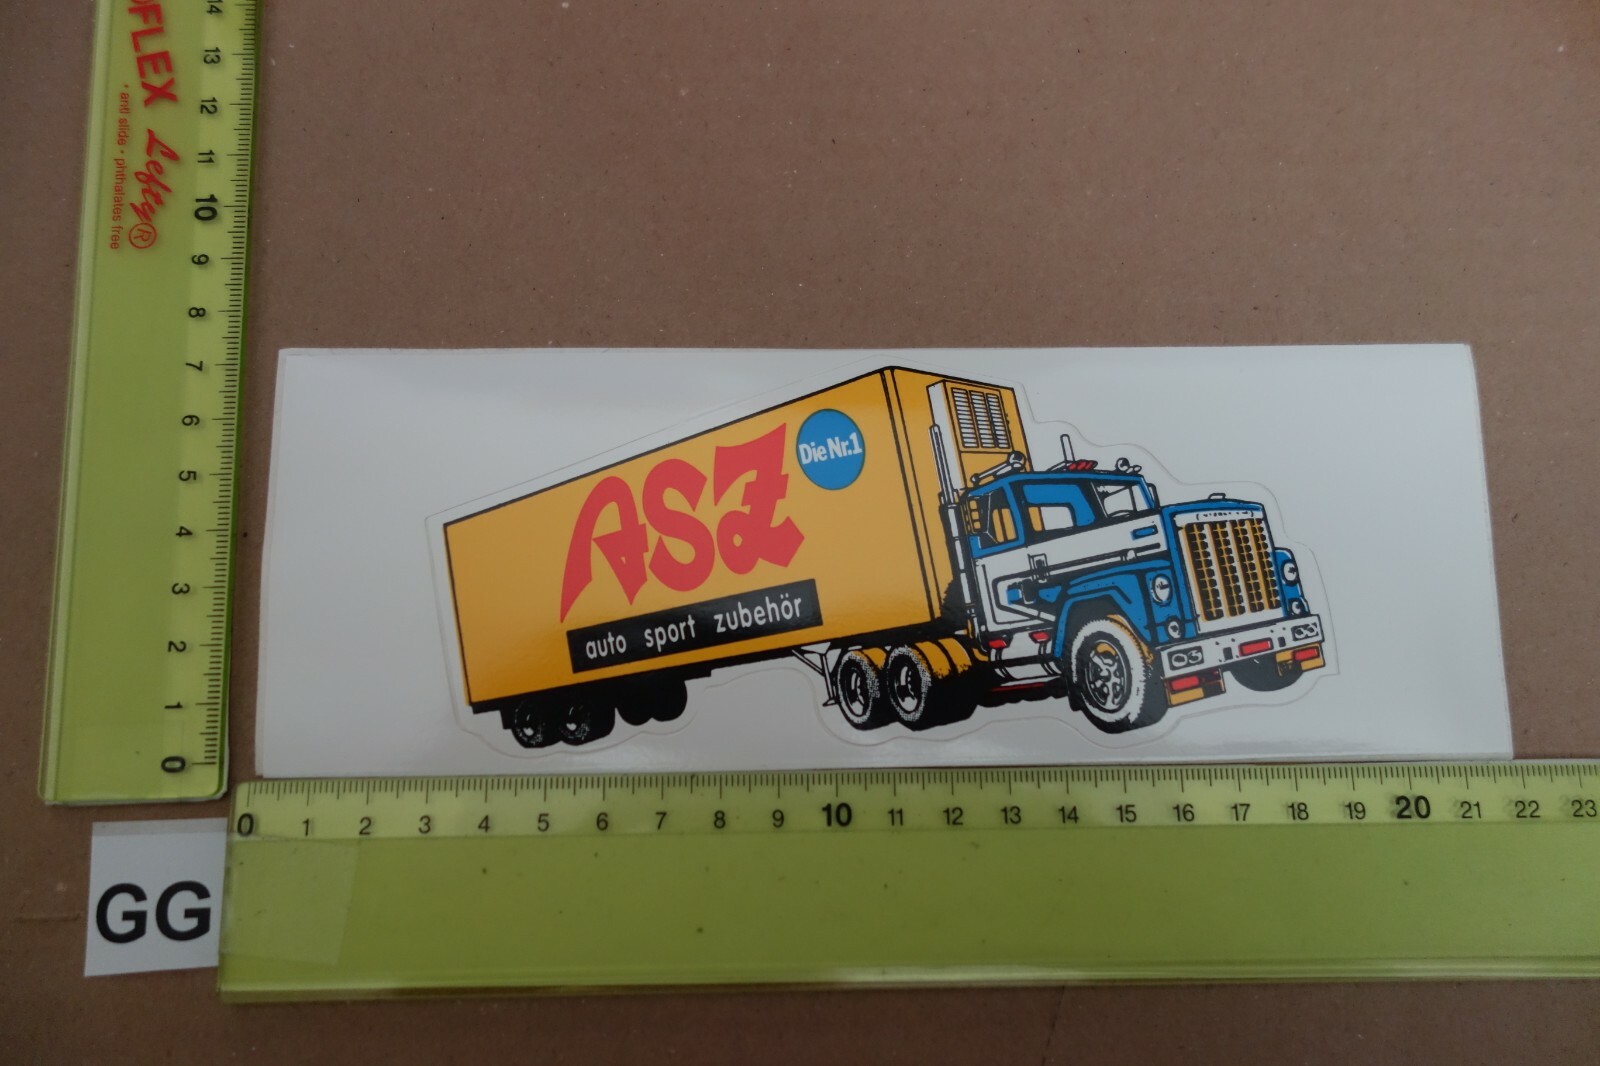 OFLEX Lefty®
• anti slide • phthalates free
14
13
12
11
10
9
8
7
6
5
4
3
2
1
0
Die Nr.1
ASZ
auto sport zubehör
0 1 2 3 4 5 6 7 8 9 10 11 12 13 14 15 16 17 18 19 20 21 22 23
GG